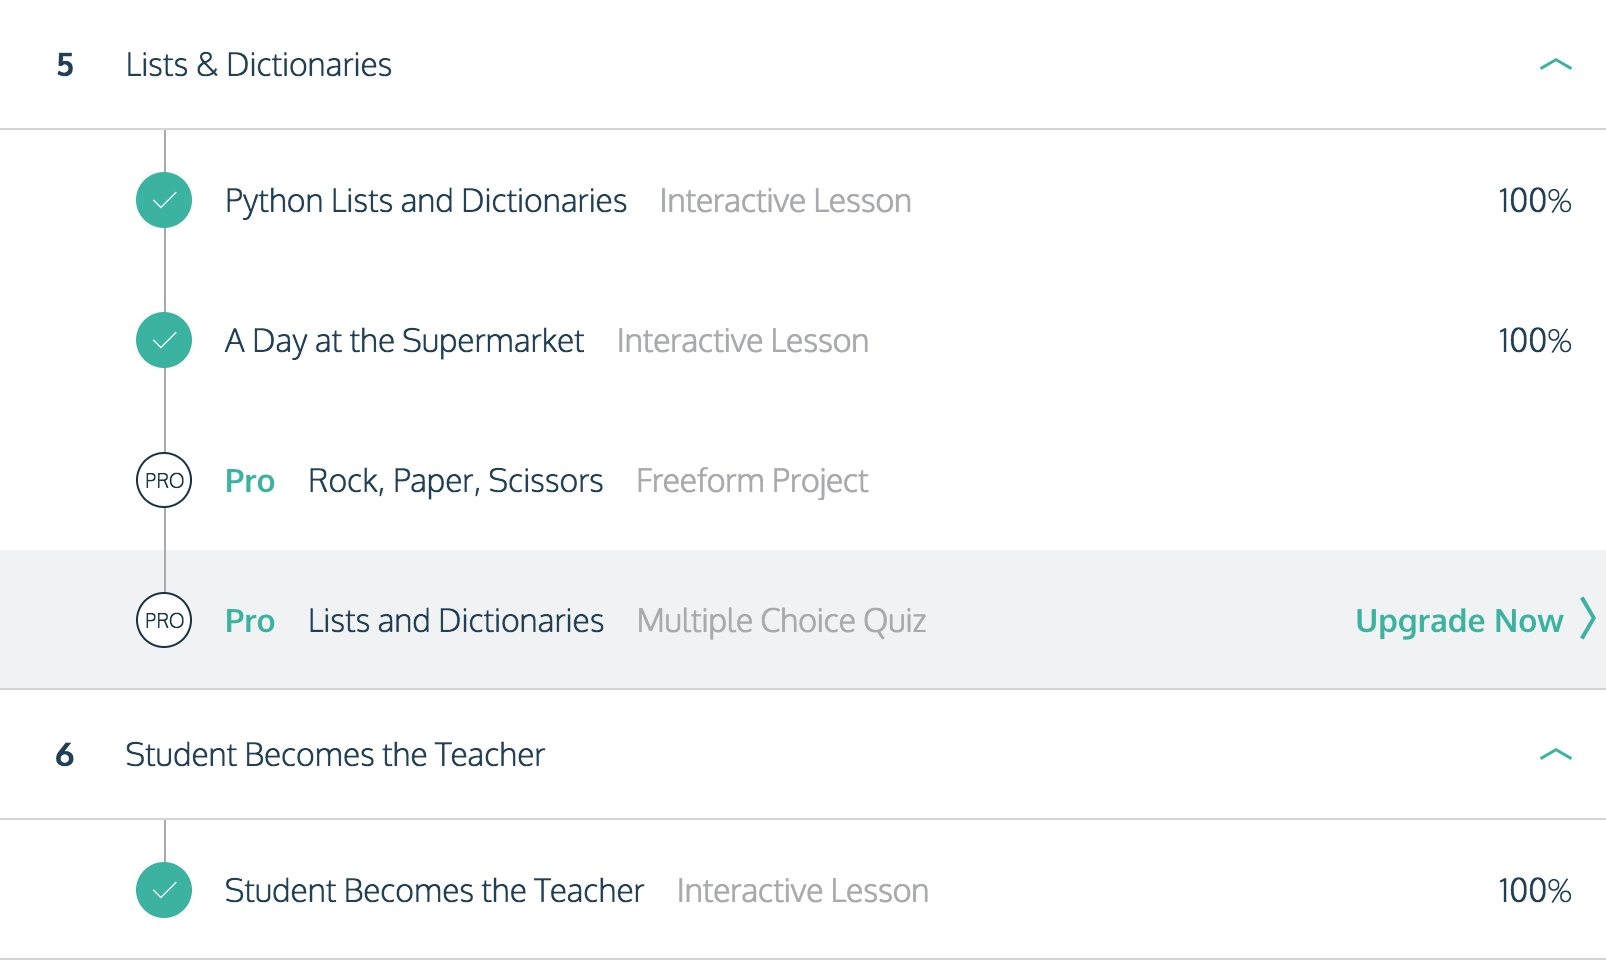 5 Lists & Dictionaries
Python Lists and Dictionaries Interactive Lesson 100%
A Day at the Supermarket Interactive Lesson 100%
PRO Pro Rock, Paper, Scissors Freeform Project
PRO Pro Lists and Dictionaries Multiple Choice Quiz Upgrade Now
6 Student Becomes the Teacher
Student Becomes the Teacher Interactive Lesson 100%